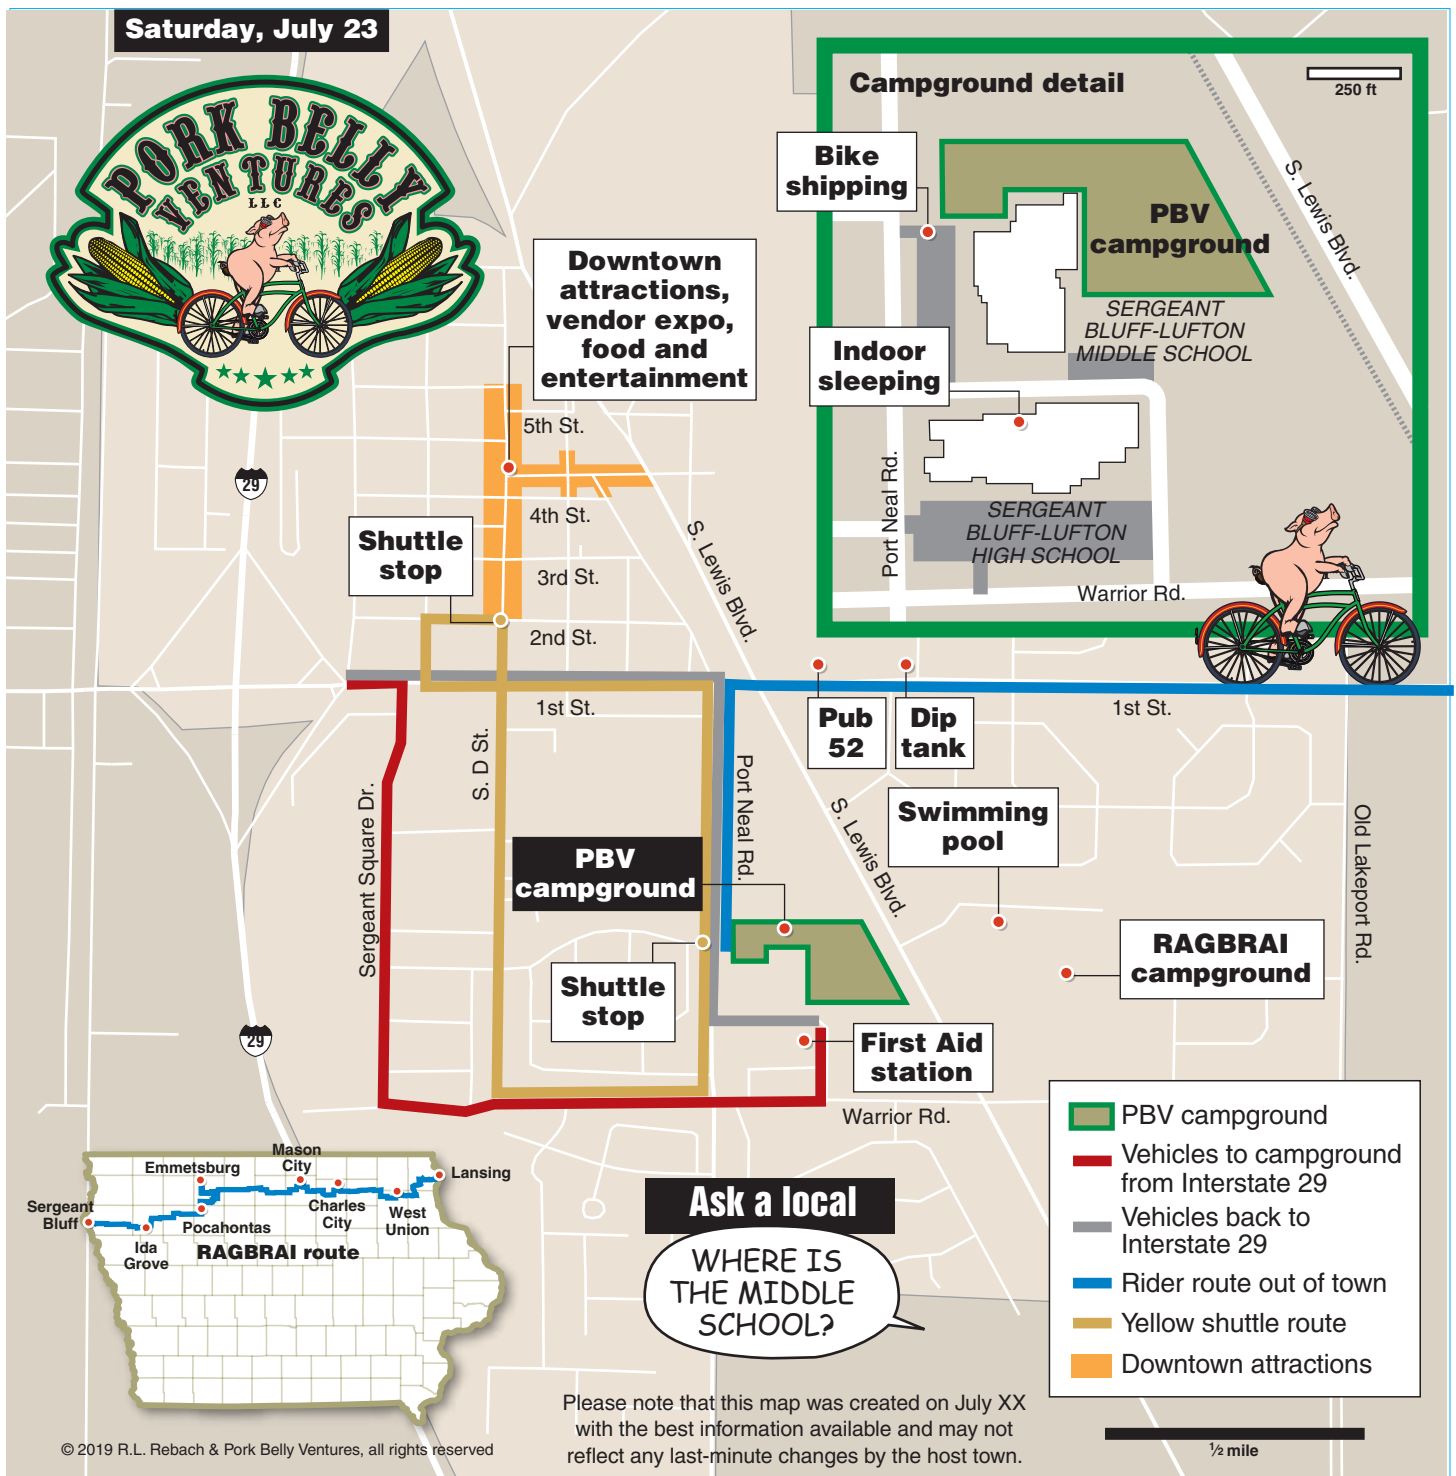 Saturday, July 23
PORK BELLY
VENTURES
LLC
Campground detail
250 ft
Bike
shipping
PBV
campground
S. Lewis Blvd.
SERGEANT
BLUFF-LUFTON
MIDDLE SCHOOL
Indoor
sleeping
Port Neal Rd.
SERGEANT
BLUFF-LUFTON
HIGH SCHOOL
Warrior Rd.
Downtown
attractions,
vendor expo,
food and
entertainment
5th St.
29
4th St.
Shuttle
stop
3rd St.
S. Lewis Blvd.
2nd St.
1st St.
1st St.
Pub
52
Dip
tank
S. D St.
Port Neal Rd.
Sergeant Square Dr.
S. Lewis Blvd.
Swimming
pool
Old Lakeport Rd.
PBV
campground
RAGBRAI
campground
Shuttle
stop
29
First Aid
station
Warrior Rd.
PBV campground
Vehicles to campground
from Interstate 29
Vehicles back to
Interstate 29
Rider route out of town
Yellow shuttle route
Downtown attractions
½ mile
Mason
City
Emmetsburg
Lansing
Sergeant
Bluff
Charles
City
West
Union
Pocahontas
Ida
Grove
RAGBRAI route
Ask a local
WHERE IS
THE MIDDLE
SCHOOL?
Please note that this map was created on July XX
with the best information available and may not
reflect any last-minute changes by the host town.
© 2019 R.L. Rebach & Pork Belly Ventures, all rights reserved